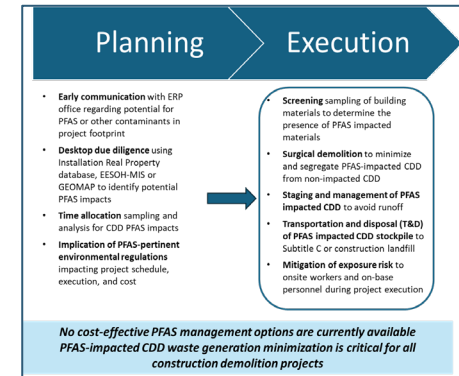 Planning
Execution
• Early communication with ERP
office regarding potential for
PFAS or other contaminants in
project footprint
• Desktop due diligence using
Installation Real Property
database, EESOH-MIS or
GEOMAP to identify potential
PFAS impacts
• Time allocation sampling and
analysis for CDD PFAS impacts
• Implication of PFAS-pertinent
environmental regulations
impacting project schedule,
execution, and cost
• Screening sampling of building
materials to determine the
presence of PFAS impacted
materials
• Surgical demolition to minimize
and segregate PFAS-impacted CDD
from non-impacted CDD
• Staging and management of PFAS
impacted CDD to avoid runoff
• Transportation and disposal (T&D)
of PFAS impacted CDD stockpile to
Subtitle C or construction landfill
• Mitigation of exposure risk to
onsite workers and on-base
personnel during project execution
No cost-effective PFAS management options are currently available
PFAS-impacted CDD waste generation minimization is critical for all
construction demolition projects